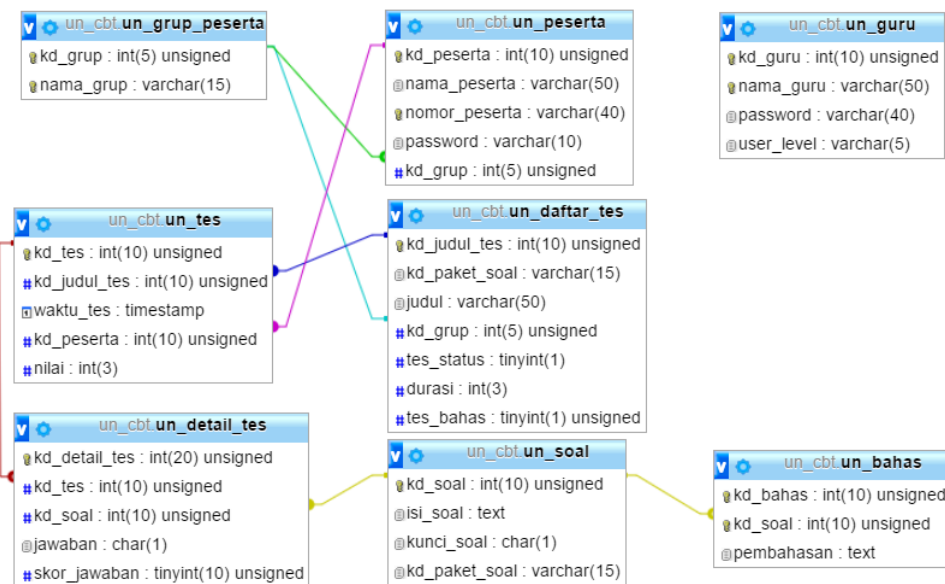 un_cbt.un_grup_peserta
kd_grup : int(5) unsigned
nama_grup : varchar(15)
un_cbt.un_peserta
kd_peserta : int(10) unsigned
nama_peserta : varchar(50)
nomor_peserta : varchar(40)
password : varchar(10)
kd_grup : int(5) unsigned
un_cbt.un_guru
kd_guru : int(10) unsigned
nama_guru : varchar(50)
password : varchar(40)
user_level : varchar(5)
un_cbt.un_tes
kd_tes : int(10) unsigned
kd_judul_tes : int(10) unsigned
waktu_tes : timestamp
kd_peserta : int(10) unsigned
nilai : int(3)
un_cbt.un_daftar_tes
kd_judul_tes : int(10) unsigned
kd_paket_soal : varchar(15)
judul : varchar(50)
kd_grup : int(5) unsigned
tes_status : tinyint(1)
durasi : int(3)
tes_bahas : tinyint(1) unsigned
un_cbt.un_detail_tes
kd_detail_tes : int(20) unsigned
kd_tes : int(10) unsigned
kd_soal : int(10) unsigned
jawaban : char(1)
skor_jawaban : tinyint(10) unsigned
un_cbt.un_soal
kd_soal : int(10) unsigned
isi_soal : text
kunci_soal : char(1)
kd_paket_soal : varchar(15)
un_cbt.un_bahas
kd_bahas : int(10) unsigned
kd_soal : int(10) unsigned
pembahasan : text